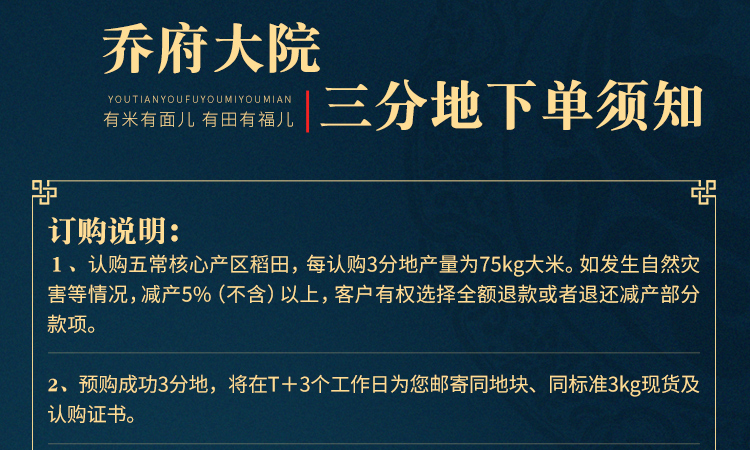 乔府大院
YOUTIANYOUFUYOUMIYOUMIAN
有米有面儿 有田有福儿
三分地下单须知
订购说明：
1、认购五常核心产区稻田，每认购3分地产量为75kg大米。如发生自然灾
害等情况，减产5%（不含）以上，客户有权选择全额退款或者退还减产部分
款项。
2、预购成功3分地，将在T＋3个工作日为您邮寄同地块、同标准3kg现货及
认购证书。